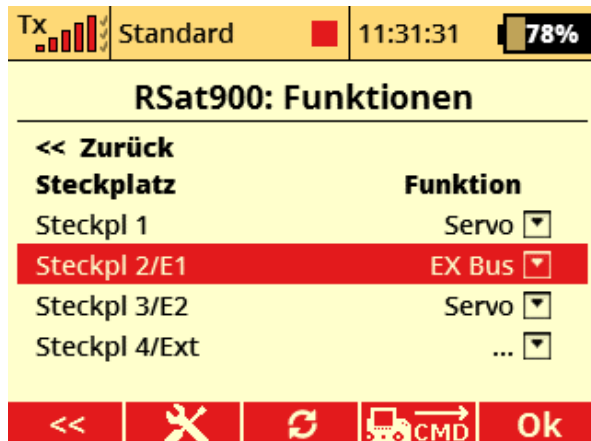 Tx Standard 11:31:31 78%
RSat900: Funktionen
<< Zurück
Steckplatz Funktion
Steckpl 1 Servo
Steckpl 2/E1 EX Bus
Steckpl 3/E2 Servo
Steckpl 4/Ext ...
<< CMD Ok